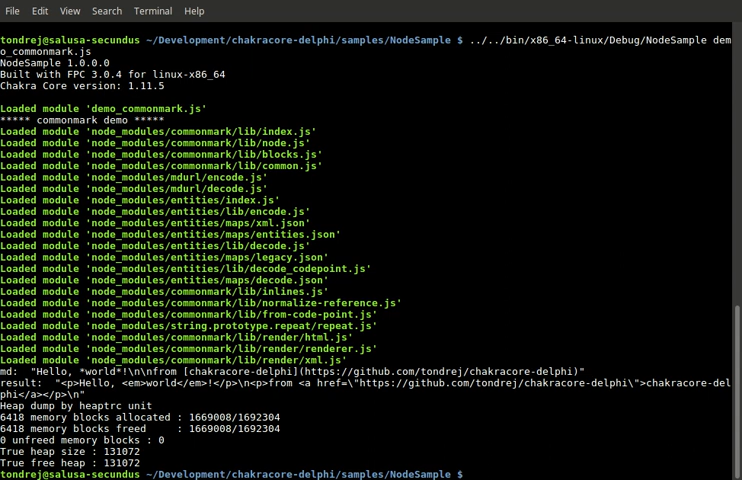 File Edit View Search Terminal Help
tondrej@salusa-secundus ~/Development/chakracore-delphi/samples/NodeSample $ ../../bin/x86_64-linux/Debug/NodeSample dem
o_commonmark.js
NodeSample 1.0.0.0
Built with FPC 3.0.4 for linux-x86_64
Chakra Core version: 1.11.5
Loaded module 'demo_commonmark.js'
***** commonmark demo *****
Loaded module 'node_modules/commonmark/lib/index.js'
Loaded module 'node_modules/commonmark/lib/node.js'
Loaded module 'node_modules/commonmark/lib/blocks.js'
Loaded module 'node_modules/commonmark/lib/common.js'
Loaded module 'node_modules/mdurl/encode.js'
Loaded module 'node_modules/mdurl/decode.js'
Loaded module 'node_modules/entities/index.js'
Loaded module 'node_modules/entities/lib/encode.js'
Loaded module 'node_modules/entities/maps/xml.json'
Loaded module 'node_modules/entities/maps/entities.json'
Loaded module 'node_modules/entities/lib/decode.js'
Loaded module 'node_modules/entities/maps/legacy.json'
Loaded module 'node_modules/entities/lib/decode_codepoint.js'
Loaded module 'node_modules/entities/maps/decode.json'
Loaded module 'node_modules/commonmark/lib/inlines.js'
Loaded module 'node_modules/commonmark/lib/normalize-reference.js'
Loaded module 'node_modules/commonmark/lib/from-code-point.js'
Loaded module 'node_modules/string.prototype.repeat/repeat.js'
Loaded module 'node_modules/commonmark/lib/render/html.js'
Loaded module 'node_modules/commonmark/lib/render/renderer.js'
Loaded module 'node_modules/commonmark/lib/render/xml.js'
md:  "Hello, *world*!\n\nfrom [chakracore-delphi](https://github.com/tondrej/chakracore-delphi)"
result:  "<p>Hello, <em>world</em>!</p>\n<p>from <a href=\"https://github.com/tondrej/chakracore-delphi\">chakracore-del
phi</a></p>\n"
Heap dump by heaptrc unit
6418 memory blocks allocated : 1669008/1692304
6418 memory blocks freed     : 1669008/1692304
0 unfreed memory blocks : 0
True heap size : 131072
True free heap : 131072
tondrej@salusa-secundus ~/Development/chakracore-delphi/samples/NodeSample $